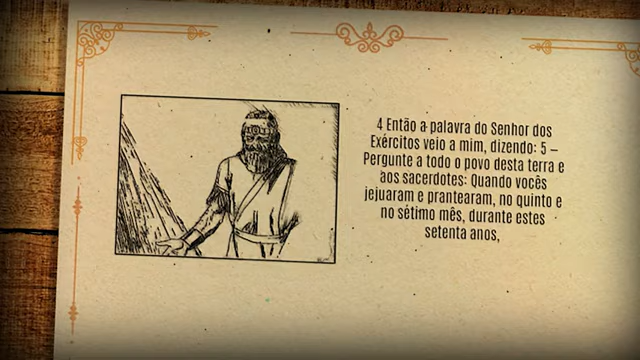 4 Então a palavra do Senhor dos
Exércitos veio a mim, dizendo: 5 –
Pergunte a todo o povo desta terra e
aos sacerdotes: Quando vocês
jejuaram e prantearam, no quinto e
no sétimo mês, durante estes
setenta anos,